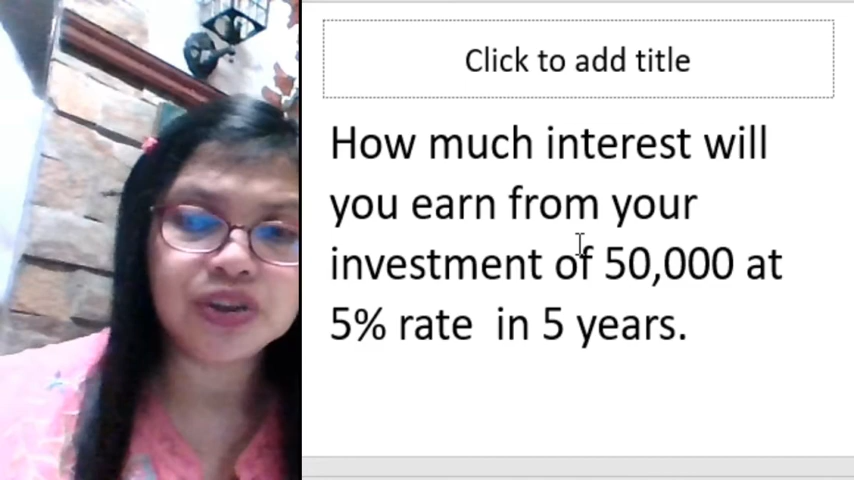 Click to add title
How much interest will
you earn from your
investment of 50,000 at
5% rate  in 5 years.